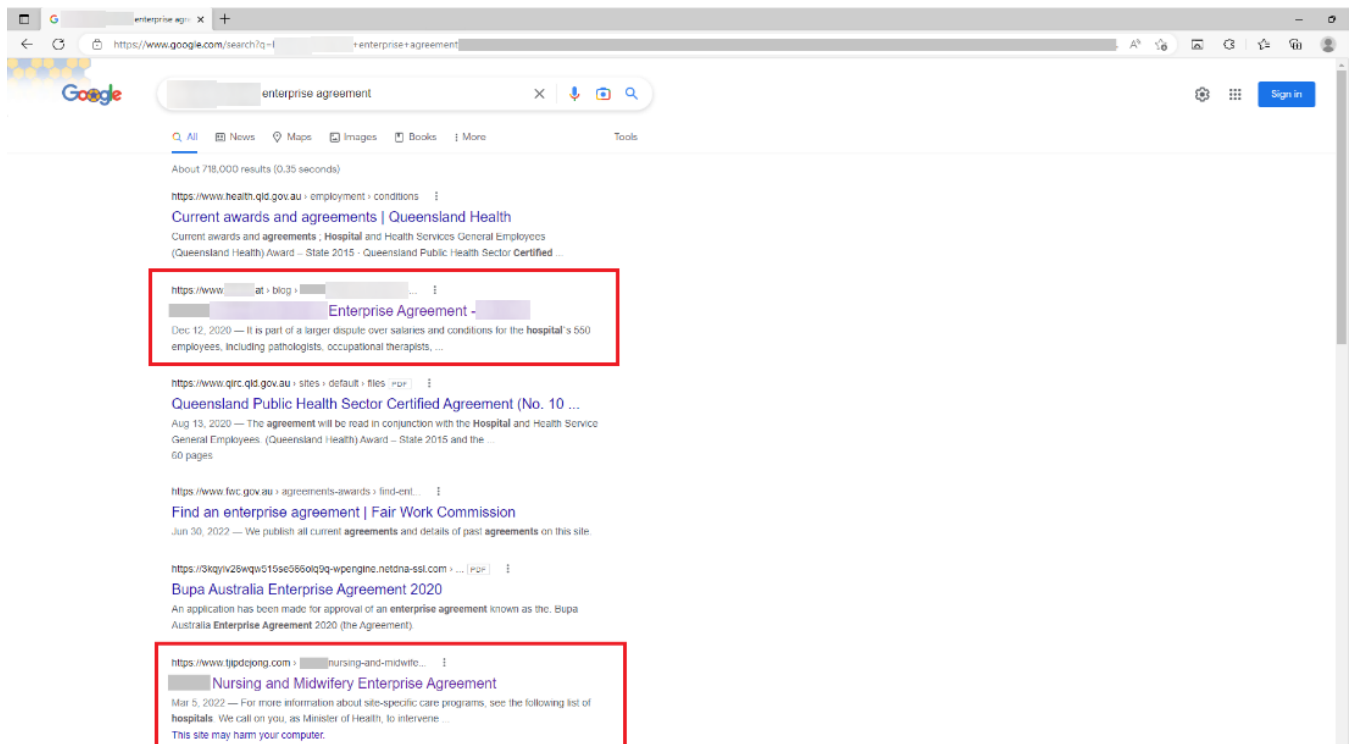 enterprise agre
https://www.google.com/search?q= +enterprise+agreement
Google
enterprise agreement
Sign in
All News Maps Images Books More Tools
About 718,000 results (0.35 seconds)
https://www.health.qld.gov.au › employment › conditions
Current awards and agreements | Queensland Health
Current awards and agreements ; Hospital and Health Services General Employees
(Queensland Health) Award – State 2015 · Queensland Public Health Sector Certified ...
https://www. at › blog › ...
Enterprise Agreement -
Dec 12, 2020 — It is part of a larger dispute over salaries and conditions for the hospital's 550
employees, including pathologists, occupational therapists, ...
https://www.qirc.qld.gov.au › sites › default › files PDF
Queensland Public Health Sector Certified Agreement (No. 10 ...
Aug 13, 2020 — The agreement will be read in conjunction with the Hospital and Health Service
General Employees. (Queensland Health) Award – State 2015 and the ...
60 pages
https://www.fwc.gov.au › agreements-awards › find-ent...
Find an enterprise agreement | Fair Work Commission
Jun 30, 2022 — We publish all current agreements and details of past agreements on this site.
https://3kqyiv26wqw515se566olq9q-wpengine.netdna-ssl.com › ... PDF
Bupa Australia Enterprise Agreement 2020
An application has been made for approval of an enterprise agreement known as the. Bupa
Australia Enterprise Agreement 2020 (the Agreement).
https://www.tjipdejong.com › nursing-and-midwife...
Nursing and Midwifery Enterprise Agreement
Mar 5, 2022 — For more information about site-specific care programs, see the following list of
hospitals. We call on you, as Minister of Health, to intervene ...
This site may harm your computer.